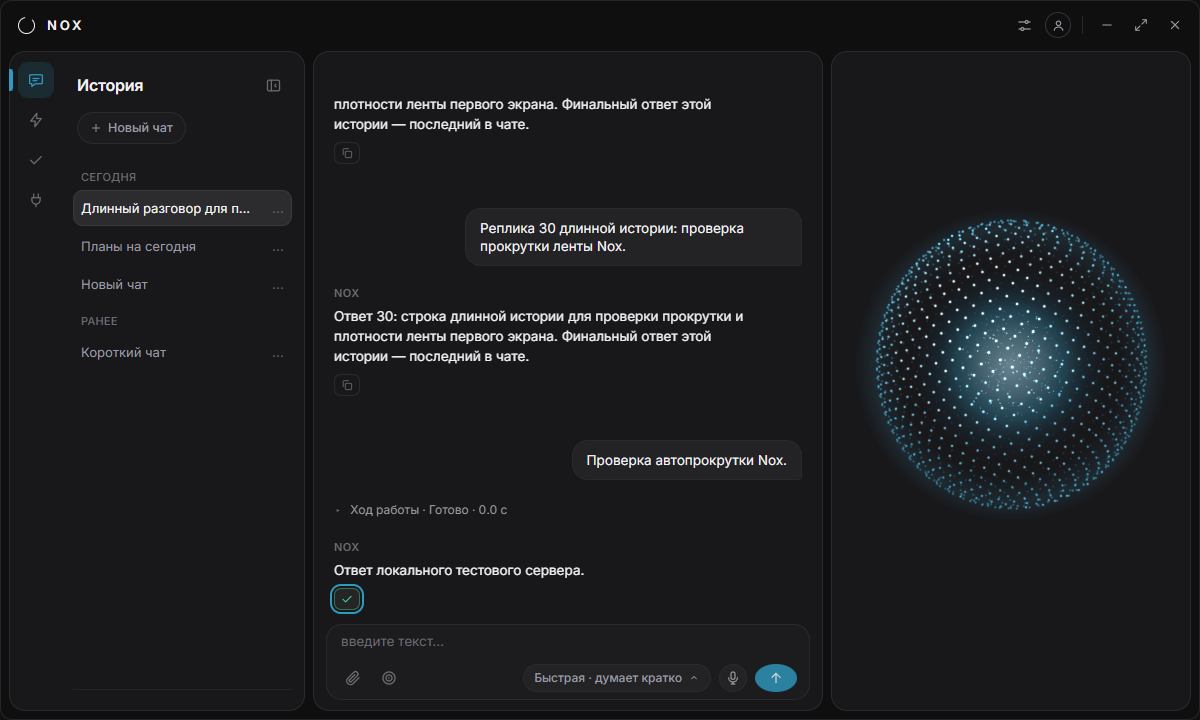 NOX
История
+ Новый чат
СЕГОДНЯ
Длинный разговор для п... ...
Планы на сегодня ...
Новый чат ...
РАНЕЕ
Короткий чат ...
плотности ленты первого экрана. Финальный ответ этой
истории — последний в чате.
Реплика 30 длинной истории: проверка
прокрутки ленты Nox.
NOX
Ответ 30: строка длинной истории для проверки прокрутки и
плотности ленты первого экрана. Финальный ответ этой
истории — последний в чате.
Проверка автопрокрутки Nox.
Ход работы · Готово · 0.0 с
NOX
Ответ локального тестового сервера.
введите текст...
Быстрая · думает кратко